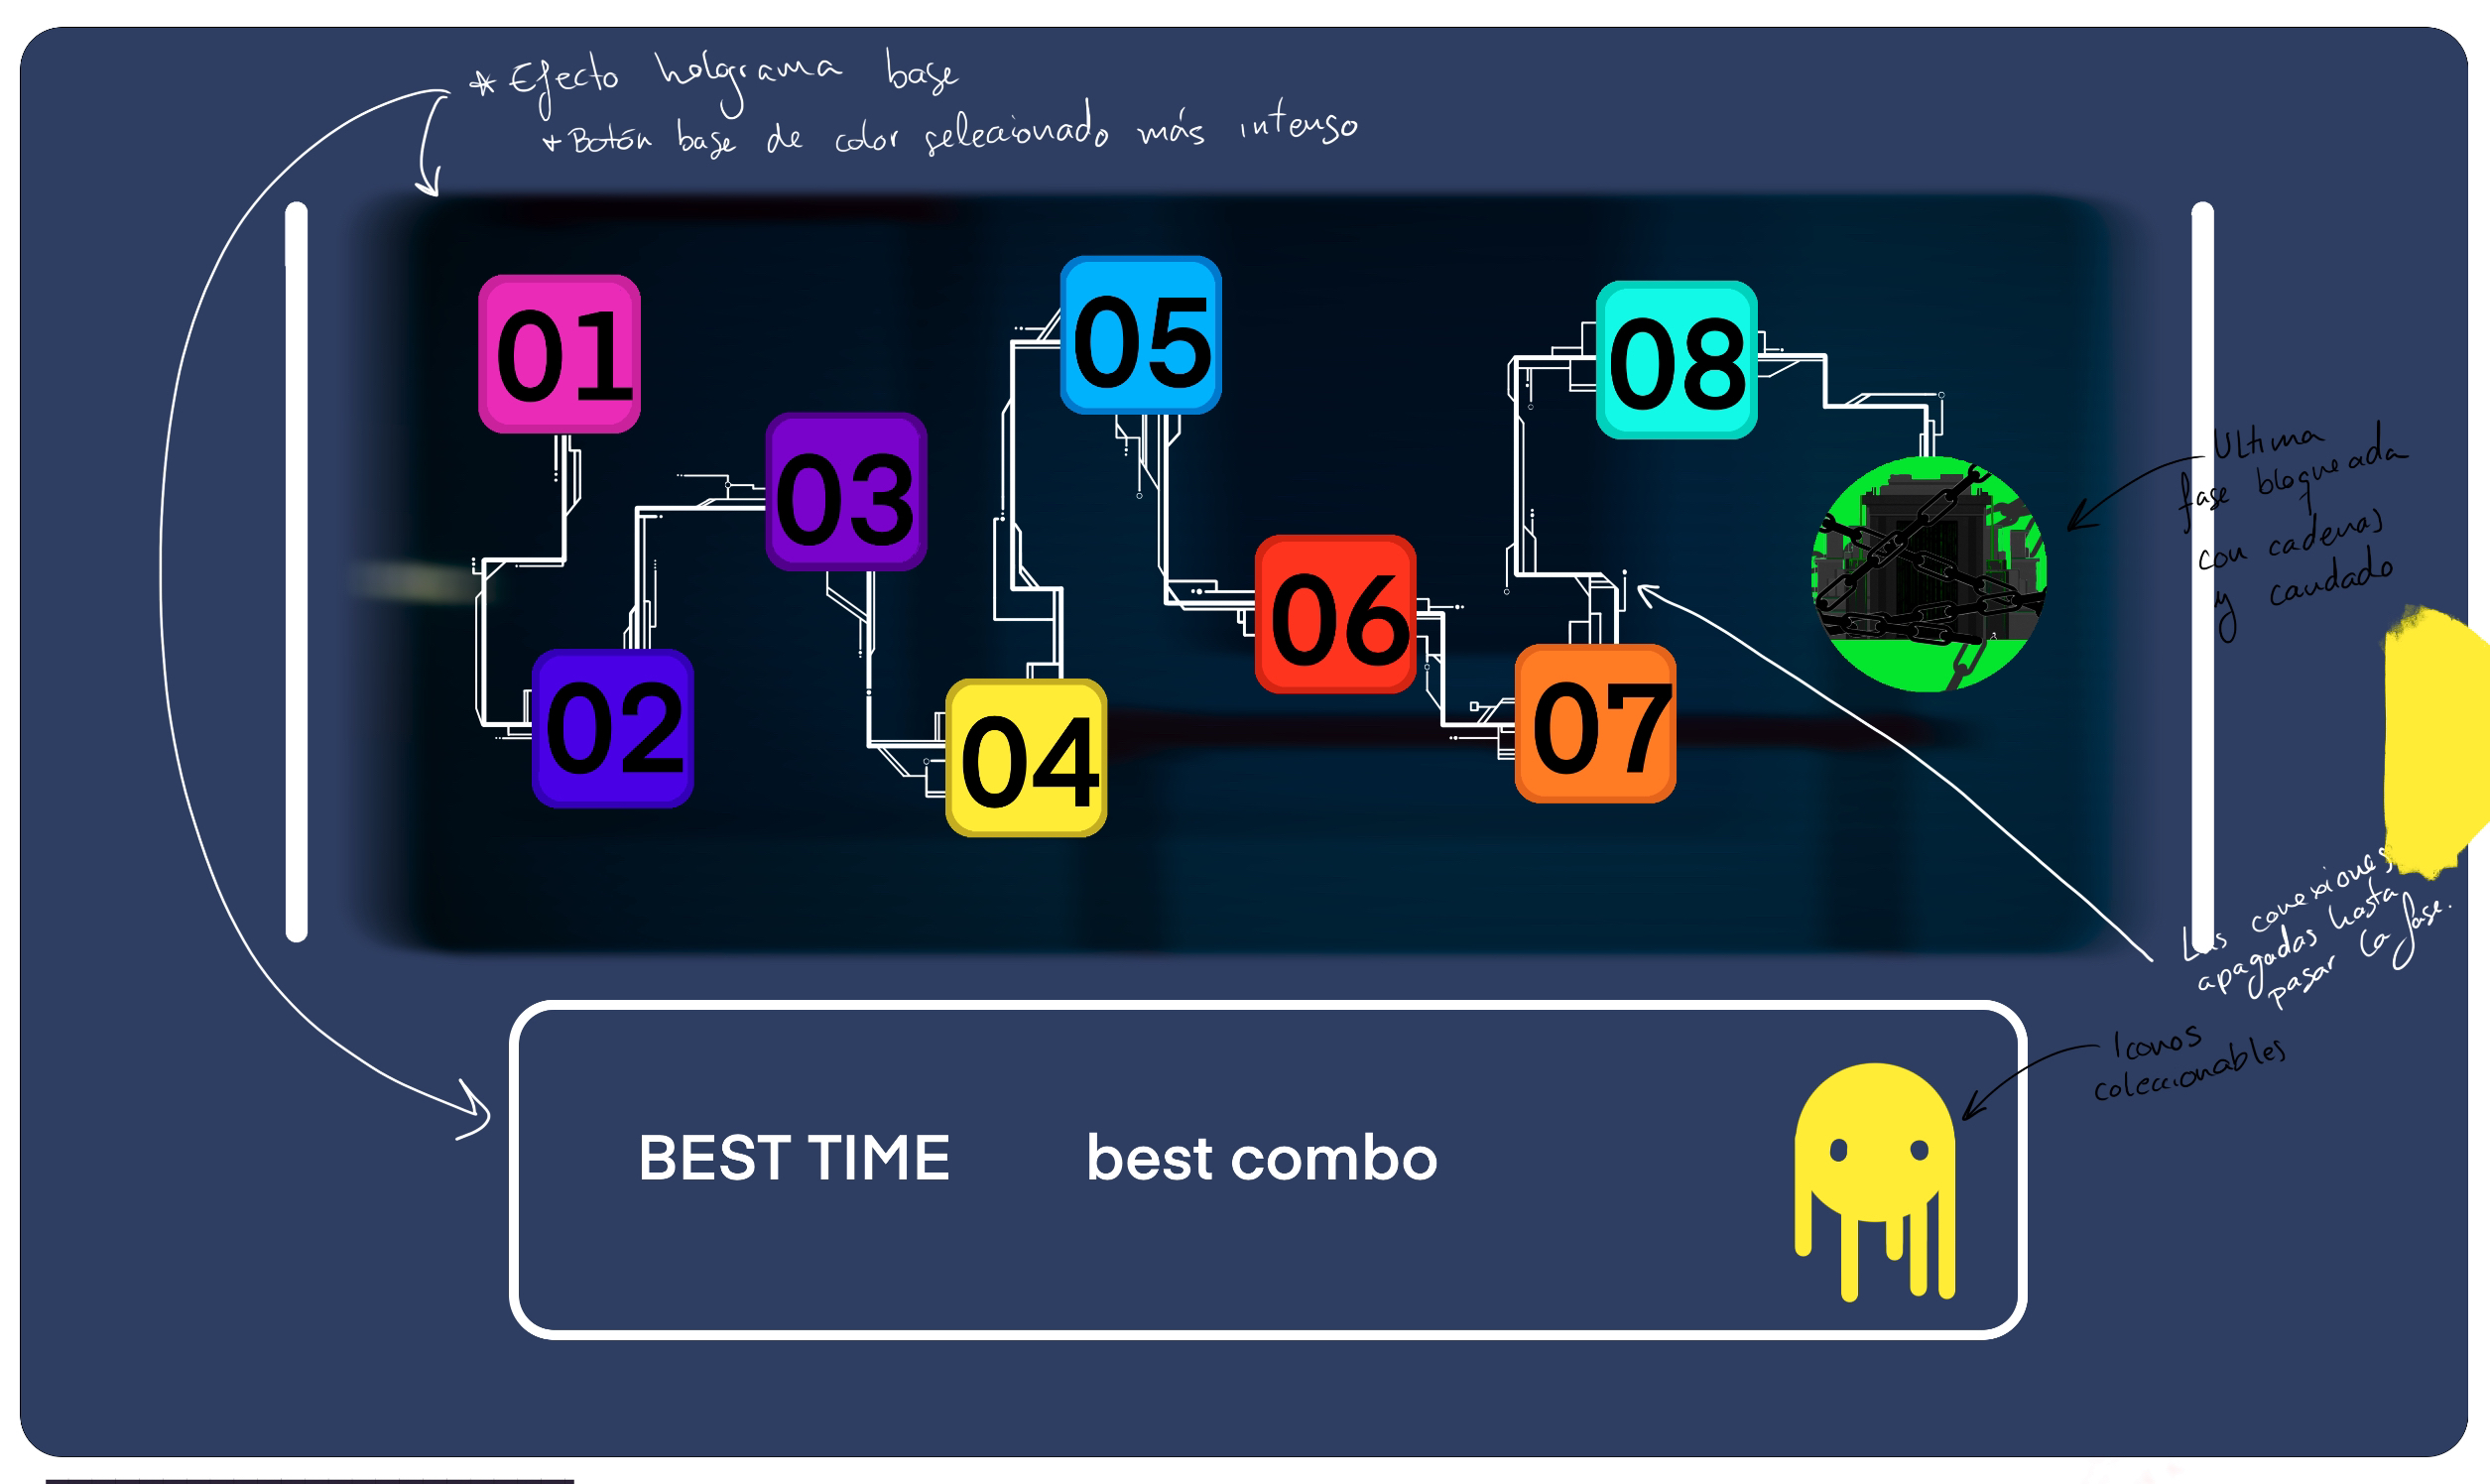 * Efecto holograma base
+ Botón base de color seleccionado más intenso
01
05
08
03
Ultima
fase bloqueada
con cadenas
y candado
06
02
04
07
Las conexiones
apagadas hasta
pasar la fase.
Iconos
coleccionables
BEST TIME
best combo